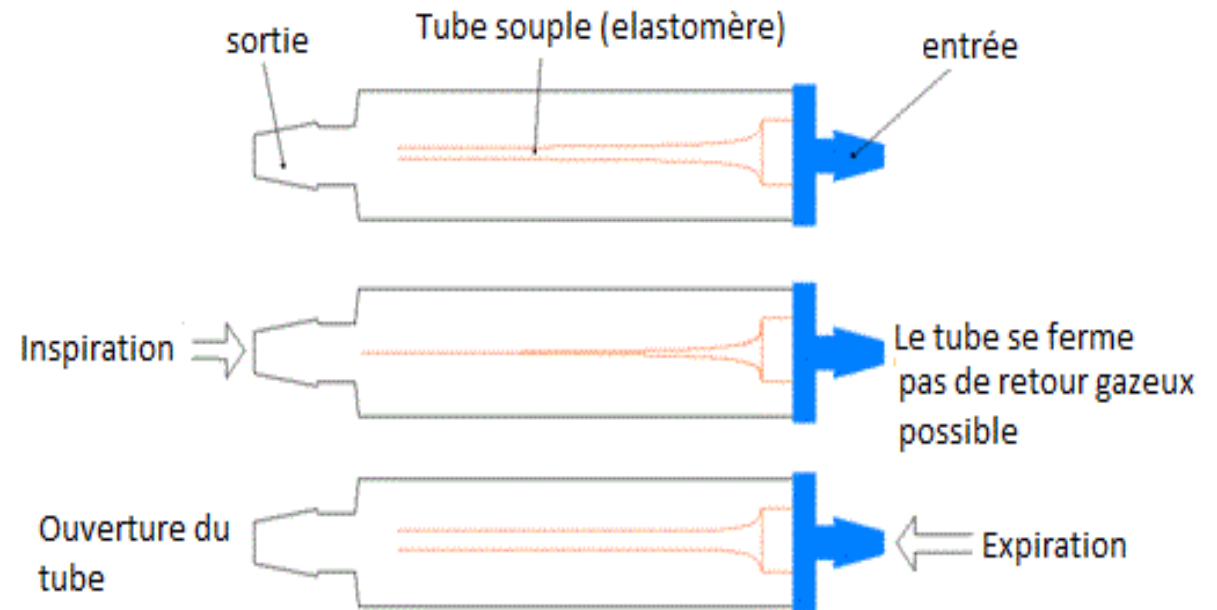 sortie
Tube souple (elastomère)
entrée
Inspiration
Le tube se ferme
pas de retour gazeux
possible
Ouverture du
tube
Expiration